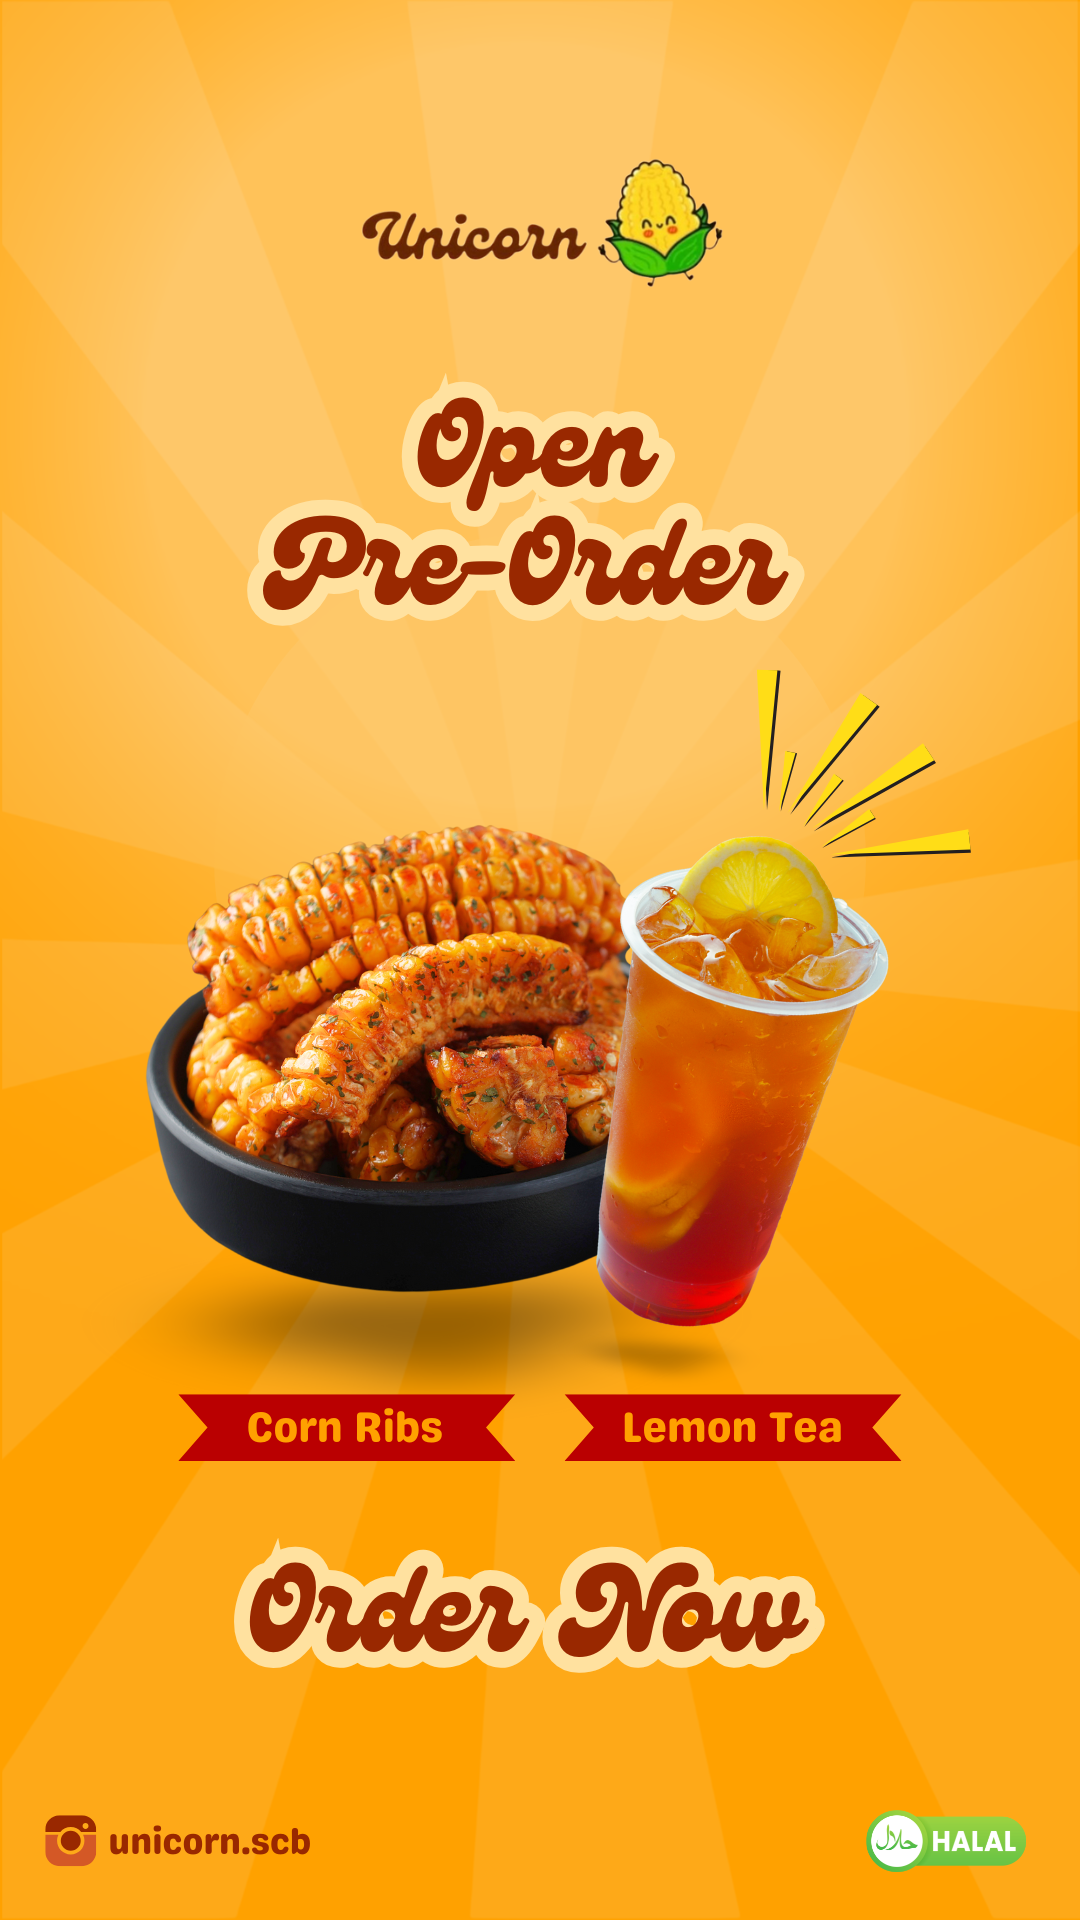 Unicorn
Open
Pre-Order
Corn Ribs
Lemon Tea
Order Now
unicorn.scb
حلال HALAL